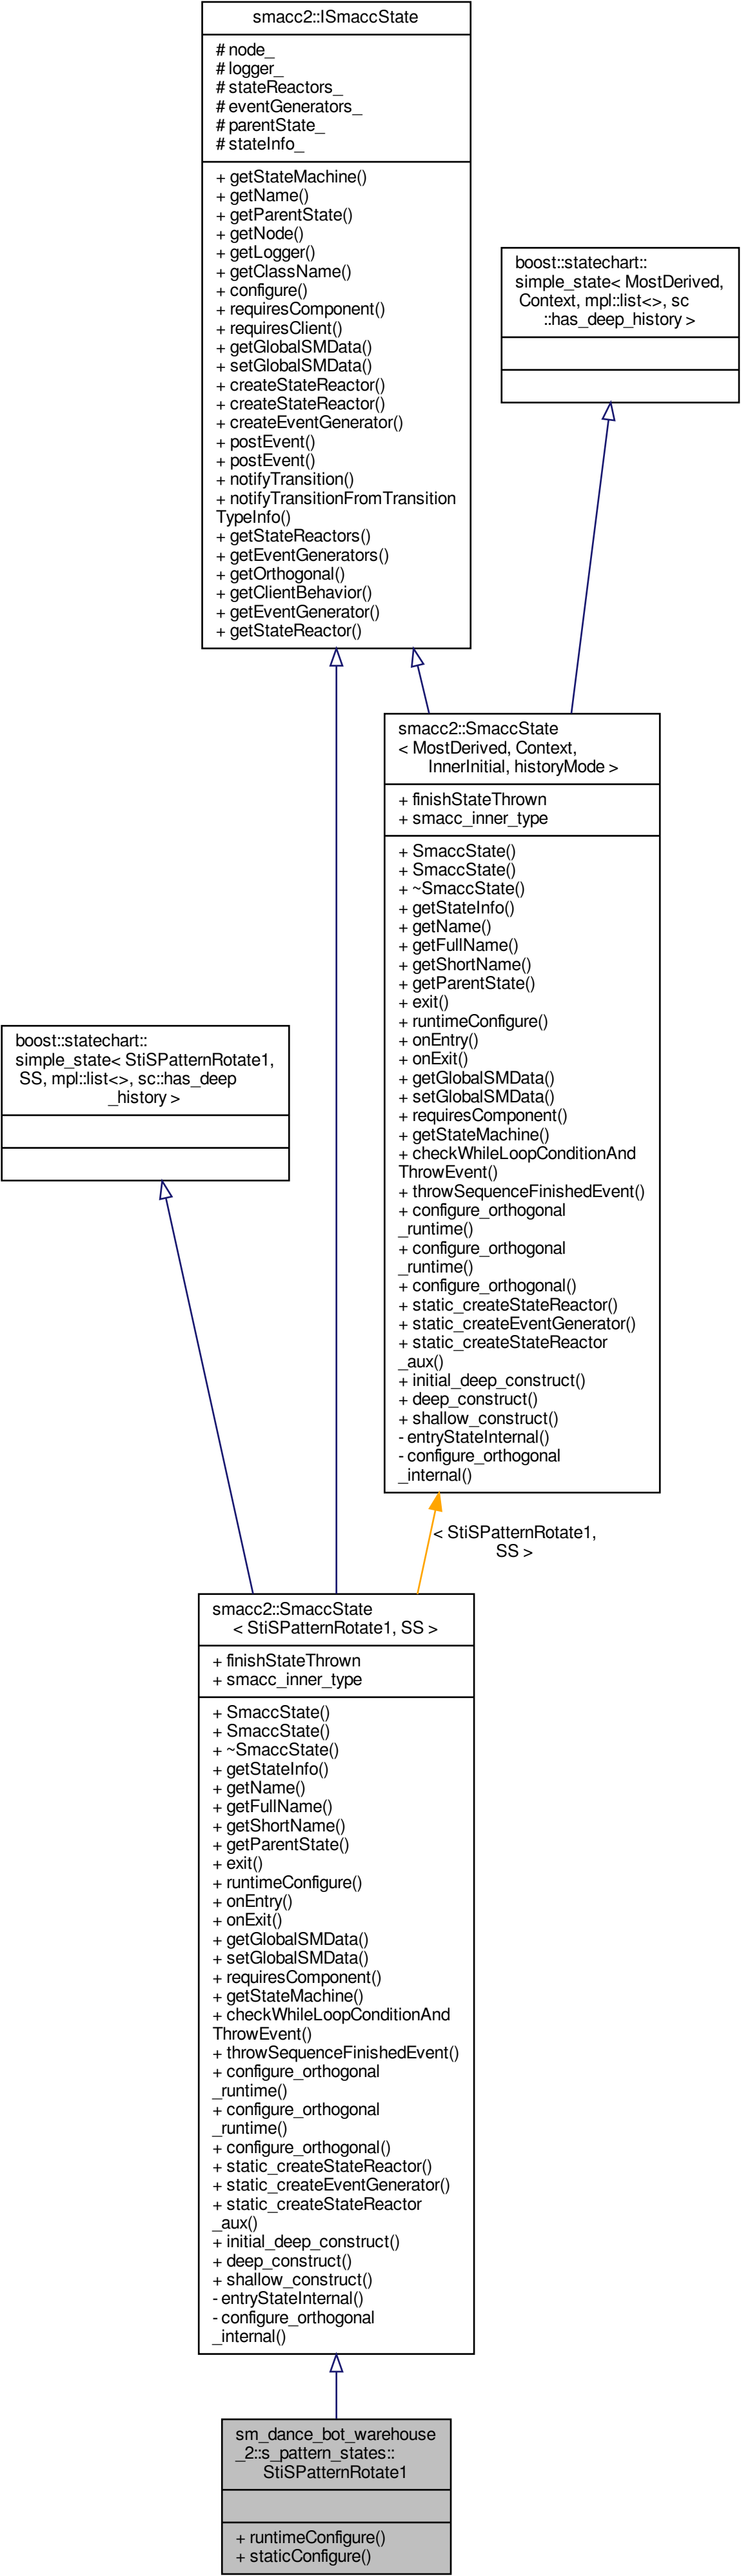 smacc2::ISmaccState
# node_
# logger_
# stateReactors_
# eventGenerators_
# parentState_
# stateInfo_
+ getStateMachine()
+ getName()
+ getParentState()
+ getNode()
+ getLogger()
+ getClassName()
+ configure()
+ requiresComponent()
+ requiresClient()
+ getGlobalSMData()
+ setGlobalSMData()
+ createStateReactor()
+ createStateReactor()
+ createEventGenerator()
+ postEvent()
+ postEvent()
+ notifyTransition()
+ notifyTransitionFromTransition
TypeInfo()
+ getStateReactors()
+ getEventGenerators()
+ getOrthogonal()
+ getClientBehavior()
+ getEventGenerator()
+ getStateReactor()
boost::statechart::
simple_state< MostDerived,
Context, mpl::list<>, sc
::has_deep_history >
smacc2::SmaccState
< MostDerived, Context,
InnerInitial, historyMode >
+ finishStateThrown
+ smacc_inner_type
+ SmaccState()
+ SmaccState()
+ ~SmaccState()
+ getStateInfo()
+ getName()
+ getFullName()
+ getShortName()
+ getParentState()
+ exit()
+ runtimeConfigure()
+ onEntry()
+ onExit()
+ getGlobalSMData()
+ setGlobalSMData()
+ requiresComponent()
+ getStateMachine()
+ checkWhileLoopConditionAnd
ThrowEvent()
+ throwSequenceFinishedEvent()
+ configure_orthogonal
_runtime()
+ configure_orthogonal
_runtime()
+ configure_orthogonal()
+ static_createStateReactor()
+ static_createEventGenerator()
+ static_createStateReactor
_aux()
+ initial_deep_construct()
+ deep_construct()
+ shallow_construct()
- entryStateInternal()
- configure_orthogonal
_internal()
boost::statechart::
simple_state< StiSPatternRotate1,
SS, mpl::list<>, sc::has_deep
_history >
< StiSPatternRotate1,
SS >
smacc2::SmaccState
< StiSPatternRotate1, SS >
+ finishStateThrown
+ smacc_inner_type
+ SmaccState()
+ SmaccState()
+ ~SmaccState()
+ getStateInfo()
+ getName()
+ getFullName()
+ getShortName()
+ getParentState()
+ exit()
+ runtimeConfigure()
+ onEntry()
+ onExit()
+ getGlobalSMData()
+ setGlobalSMData()
+ requiresComponent()
+ getStateMachine()
+ checkWhileLoopConditionAnd
ThrowEvent()
+ throwSequenceFinishedEvent()
+ configure_orthogonal
_runtime()
+ configure_orthogonal
_runtime()
+ configure_orthogonal()
+ static_createStateReactor()
+ static_createEventGenerator()
+ static_createStateReactor
_aux()
+ initial_deep_construct()
+ deep_construct()
+ shallow_construct()
- entryStateInternal()
- configure_orthogonal
_internal()
sm_dance_bot_warehouse
_2::s_pattern_states::
StiSPatternRotate1
+ runtimeConfigure()
+ staticConfigure()